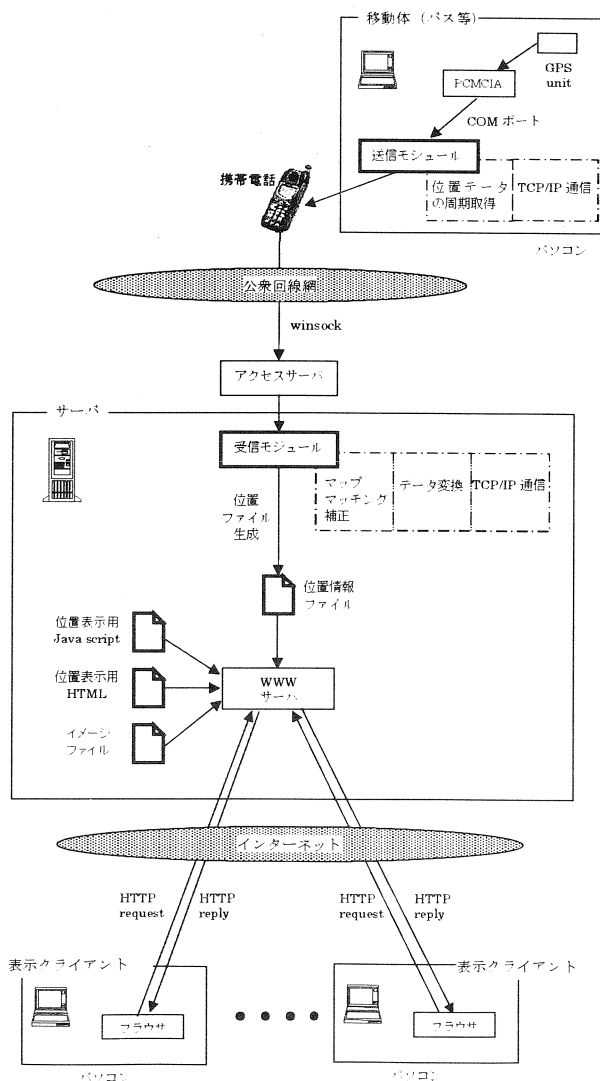 移動体（バス等）
GPS
unit
PCMCIA
COM ポート
送信モジュール
位置データ
の周期取得
TCP/IP 通信
パソコン
携帯電話
公衆回線網
winsock
アクセスサーバ
サーバ
受信モジュール
マップ
マッチング
補正
データ変換
TCP/IP 通信
位置
ファイル
生成
位置情報
ファイル
位置表示用
Java script
位置表示用
HTML
イメージ
ファイル
WWW
サーバ
インターネット
HTTP
request
HTTP
reply
HTTP
request
HTTP
reply
表示クライアント
ブラウサ
パソコン
表示クライアント
ブラウサ
パソコン